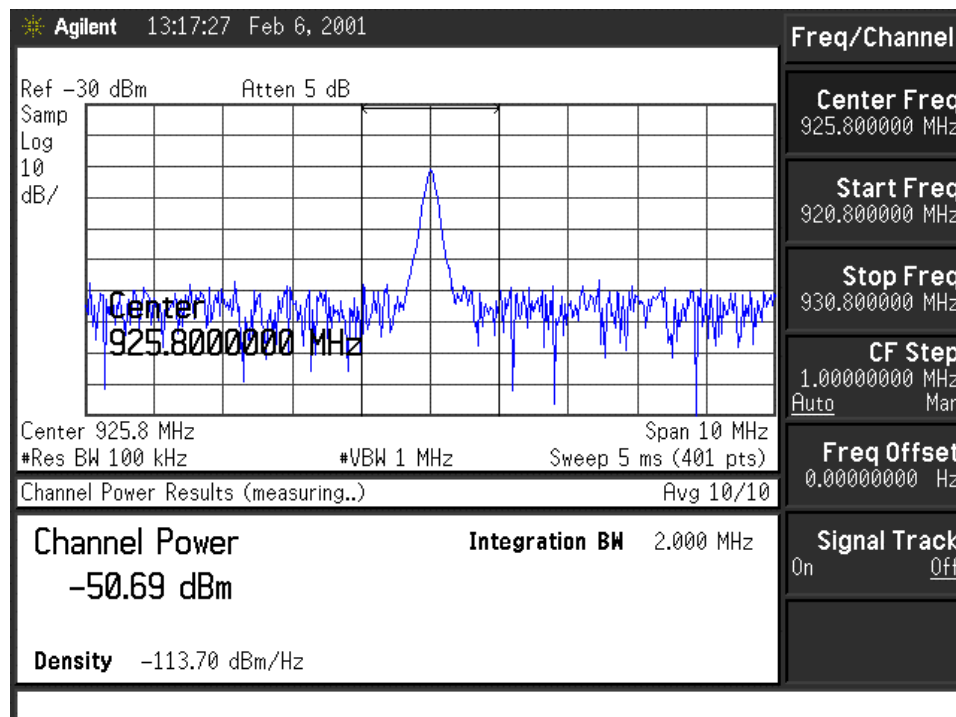 Agilent 13:17:27 Feb 6, 2001
Ref -30 dBm Atten 5 dB
Samp
Log
10
dB/
Center
925.8000000 MHz
Center 925.8 MHz Span 10 MHz
#Res BW 100 kHz #VBW 1 MHz Sweep 5 ms (401 pts)
Channel Power Results (measuring..) Avg 10/10
Channel Power Integration BW 2.000 MHz
-50.69 dBm
Density -113.70 dBm/Hz
Freq/Channel
Center Freq
925.800000 MHz
Start Freq
920.800000 MHz
Stop Freq
930.800000 MHz
CF Step
1.00000000 MHz
Auto Man
Freq Offset
0.00000000 Hz
Signal Track
On Off